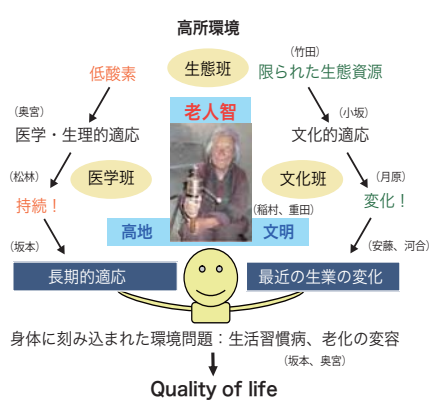 高所環境
(竹田)
低酸素
生態班
限られた生態資源
(奥宮)
老人智
(小坂)
医学・生理的適応
文化的適応
(松林)
医学班
文化班
(月原)
持続！
変化！
(稲村、重田)
高地
文明
(坂本)
(安藤、河合)
長期的適応
最近の生業の変化
身体に刻み込まれた環境問題：生活習慣病、老化の変容
(坂本、奥宮)
Quality of life